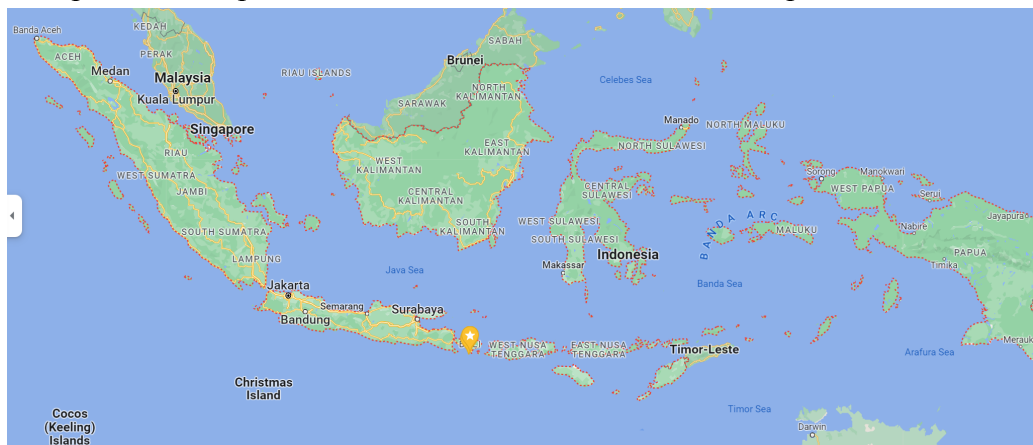 Banda Aceh
ACEH
Medan
KEDAH
PERAK
Malaysia
Kuala Lumpur
Singapore
RIAU
WEST SUMATRA
JAMBI
SOUTH SUMATRA
LAMPUNG
RIAU ISLANDS
Brunei
SABAH
SARAWAK
NORTH
KALIMANTAN
EAST
KALIMANTAN
WEST
KALIMANTAN
CENTRAL
KALIMANTAN
SOUTH
KALIMANTAN
Celebes Sea
Manado
NORTH SULAWESI
NORTH MALUKU
CENTRAL
SULAWESI
WEST SULAWESI
SOUTH SULAWESI
Makassar
Indonesia
BANDA ARC
MALUKU
Sorong
Manokwari
WEST PAPUA
Serui
Nabire
Jayapura
PAPUA
Timika
Merauk
Java Sea
Banda Sea
Arafura Sea
Jakarta
Bandung
Semarang
Surabaya
WEST NUSA
TENGGARA
EAST NUSA
TENGGARA
Timor-Leste
Timor Sea
Darwin
Christmas
Island
Cocos
(Keeling)
Islands